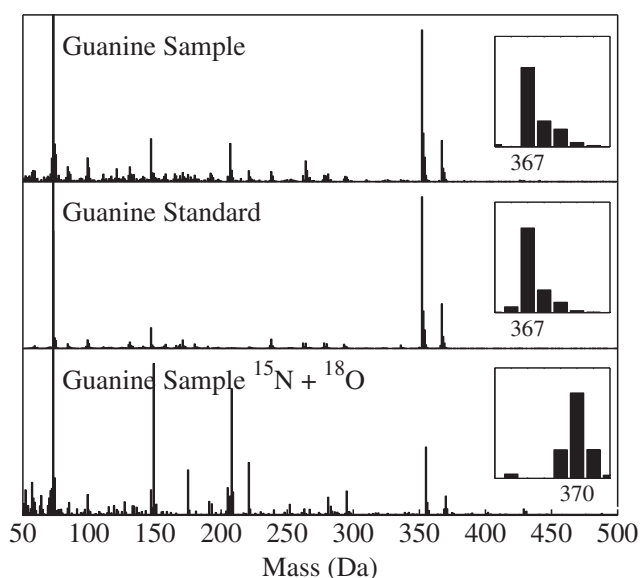 Guanine Sample
367
Guanine Standard
367
Guanine Sample ¹⁵N + ¹⁸O
370
50 100 150 200 250 300 350 400 450 500
Mass (Da)